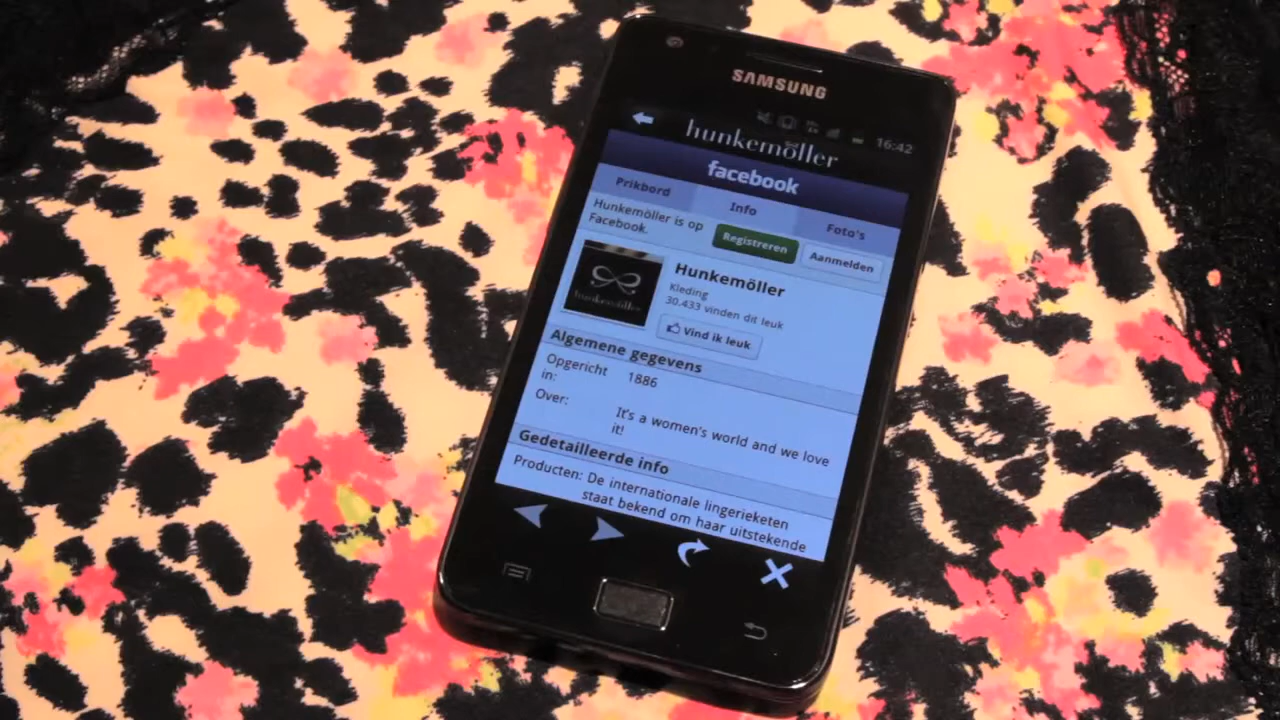 SAMSUNG
16:42
hunkemöller
facebook
Prikbord
Info
Foto's
Hunkemöller is op
Facebook.
Registreren
Aanmelden
hunkemöller
Hunkemöller
Kleding
30.433 vinden dit leuk
Vind ik leuk
Algemene gegevens
Opgericht
in:
1886
Over:
It's a women's world and we love
it!
Gedetailleerde info
Producten: De internationale lingerieketen
staat bekend om haar uitstekende